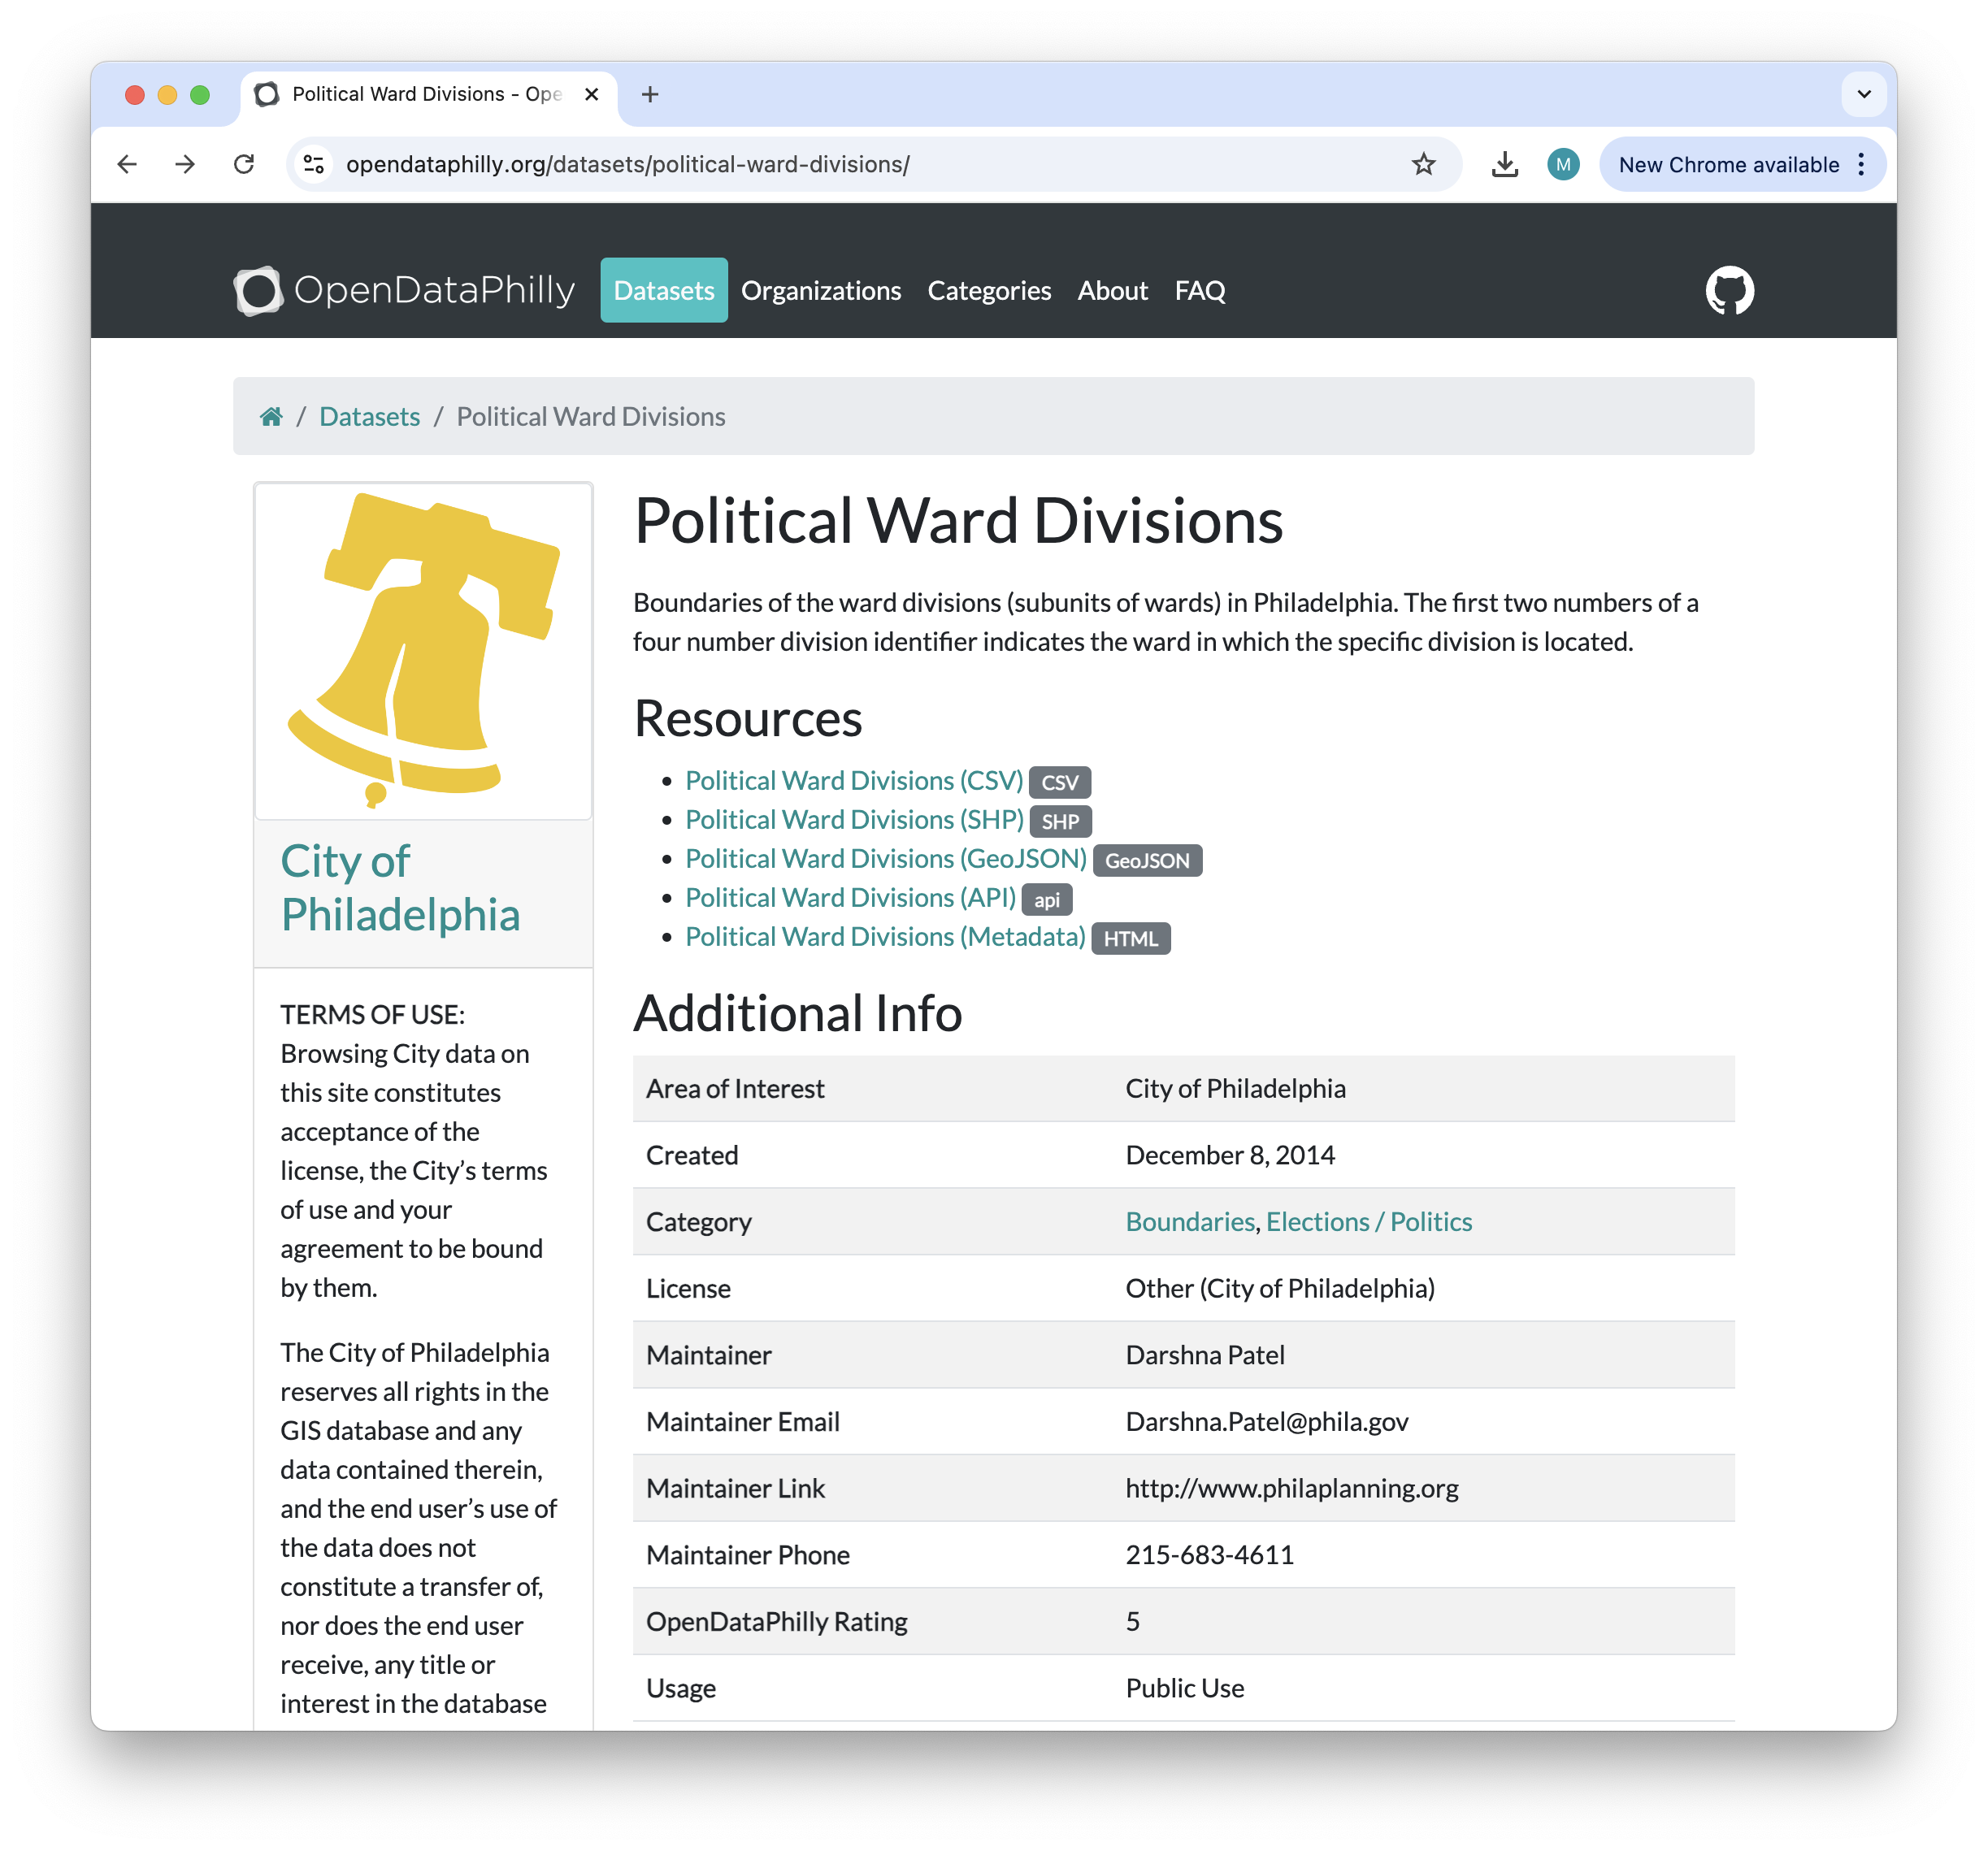 Political Ward Divisions - Ope
New Chrome available
M
opendataphilly.org/datasets/political-ward-divisions/
OpenDataPhilly
Datasets
Organizations
Categories
About
FAQ
/ Datasets / Political Ward Divisions
City of
Philadelphia
TERMS OF USE:
Browsing City data on
this site constitutes
acceptance of the
license, the City’s terms
of use and your
agreement to be bound
by them.
The City of Philadelphia
reserves all rights in the
GIS database and any
data contained therein,
and the end user’s use of
the data does not
constitute a transfer of,
nor does the end user
receive, any title or
interest in the database
Political Ward Divisions
Boundaries of the ward divisions (subunits of wards) in Philadelphia. The first two numbers of a
four number division identifier indicates the ward in which the specific division is located.
Resources
Political Ward Divisions (CSV) CSV
Political Ward Divisions (SHP) SHP
Political Ward Divisions (GeoJSON) GeoJSON
Political Ward Divisions (API) api
Political Ward Divisions (Metadata) HTML
Additional Info
Area of Interest City of Philadelphia
Created December 8, 2014
Category Boundaries, Elections / Politics
License Other (City of Philadelphia)
Maintainer Darshna Patel
Maintainer Email Darshna.Patel@phila.gov
Maintainer Link http://www.philaplanning.org
Maintainer Phone 215-683-4611
OpenDataPhilly Rating 5
Usage Public Use